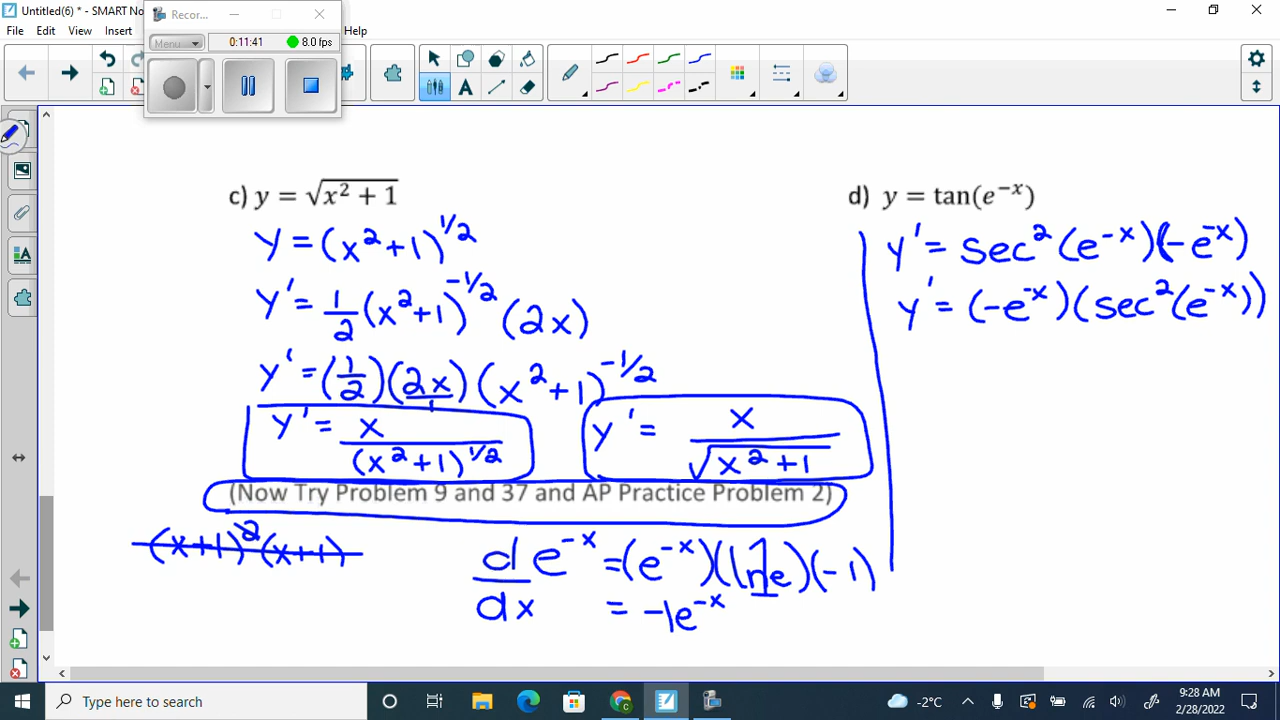 Untitled(6) * - SMART No
Recor...
File Edit View Insert
Menu
0:11:41
8.0 fps
He
c) y = √(x² + 1)
y = (x²+1)^1/2
y' = 1/2 (x²+1)^-1/2 (2x)
y' = (1/2)(2x/1)(x²+1)^-1/2
y' = x/(x²+1)^1/2
y' = x/√(x²+1)
(Now Try Problem 9 and 37 and AP Practice Problem 2)
(x+1)²(x+1)
d/dx e^-x = (e^-x)(ln e)(-1)
= -1e^-x
d) y = tan(e^-x)
y' = sec²(e^-x)(-e^-x)
y' = (-e^-x)(sec²(e^-x))
Type here to search
-2°C
9:28 AM
2/28/2022